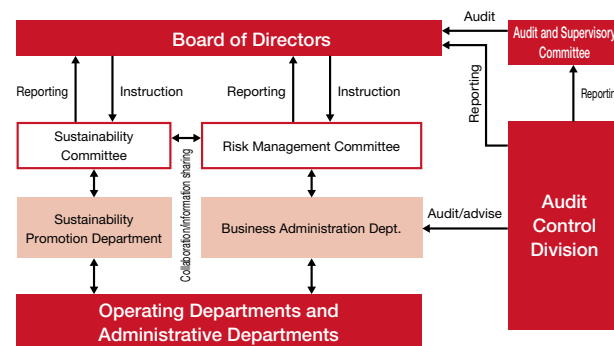 Audit
Board of Directors
Audit and Supervisory
Committee
Reporting
Instruction
Reporting
Instruction
Reporting
Reportin
Sustainability
Committee
Collaboration/Information sharing
Risk Management Committee
Sustainability
Promotion Department
Business Administration Dept.
Audit/advise
Audit
Control
Division
Operating Departments and
Administrative Departments